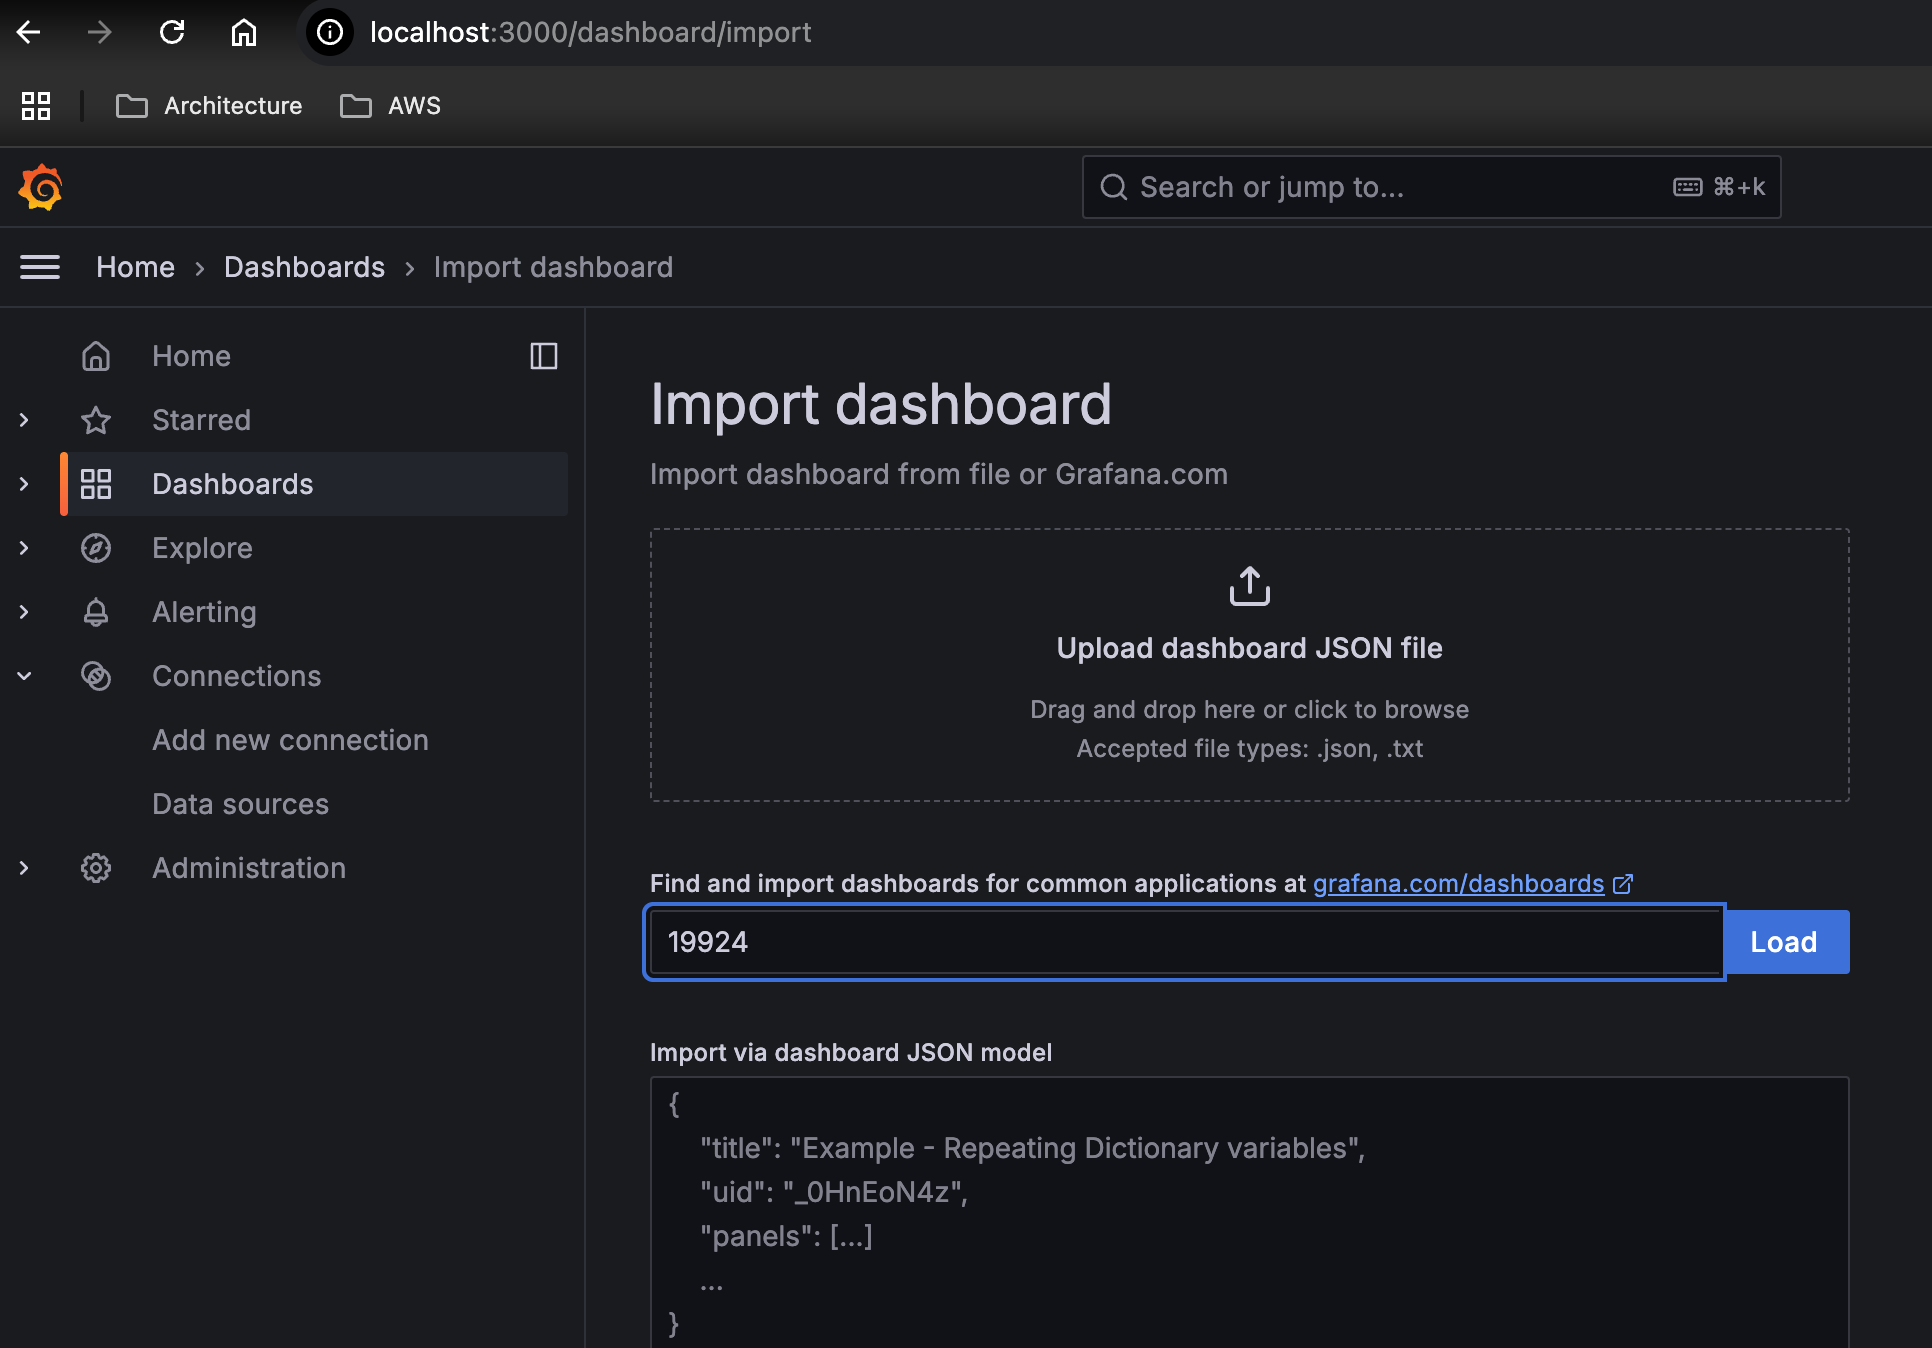 localhost:3000/dashboard/import
Architecture
AWS
Search or jump to...
⌘+k
Home › Dashboards › Import dashboard
Home
Starred
Dashboards
Explore
Alerting
Connections
Add new connection
Data sources
Administration
Import dashboard
Import dashboard from file or Grafana.com
Upload dashboard JSON file
Drag and drop here or click to browse
Accepted file types: .json, .txt
Find and import dashboards for common applications at grafana.com/dashboards
19924
Load
Import via dashboard JSON model
{
"title": "Example - Repeating Dictionary variables",
"uid": "_0HnEoN4z",
"panels": [...]
...
}